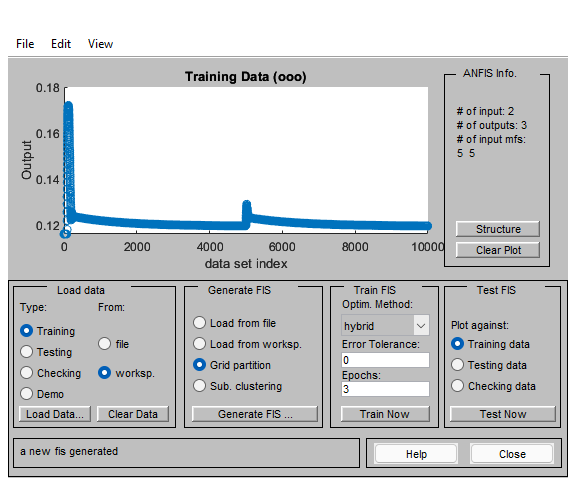 File Edit View
Training Data (ooo)
0.18
0.16
0.14
0.12
Output
0 2000 4000 6000 8000 10000
data set index
ANFIS Info.
# of input: 2
# of outputs: 3
# of input mfs:
5 5
Structure
Clear Plot
Load data
Type: From:
Training
Testing
Checking
Demo
file
worksp.
Load Data... Clear Data
Generate FIS
Load from file
Load from worksp.
Grid partition
Sub. clustering
Generate FIS ...
Train FIS
Optim. Method:
hybrid
Error Tolerance:
0
Epochs:
3
Train Now
Test FIS
Plot against:
Training data
Testing data
Checking data
Test Now
a new fis generated
Help Close